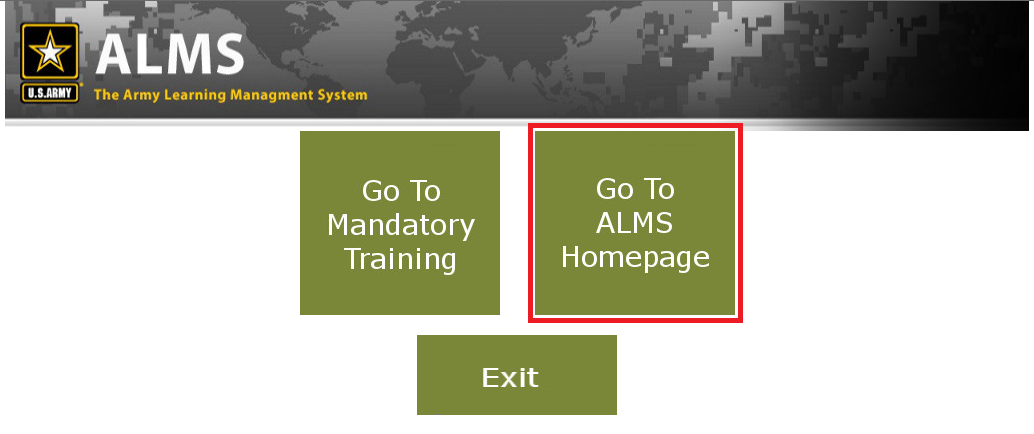 ALMS
U.S.ARMY
The Army Learning Managment System
Go To
Mandatory
Training
Go To
ALMS
Homepage
Exit